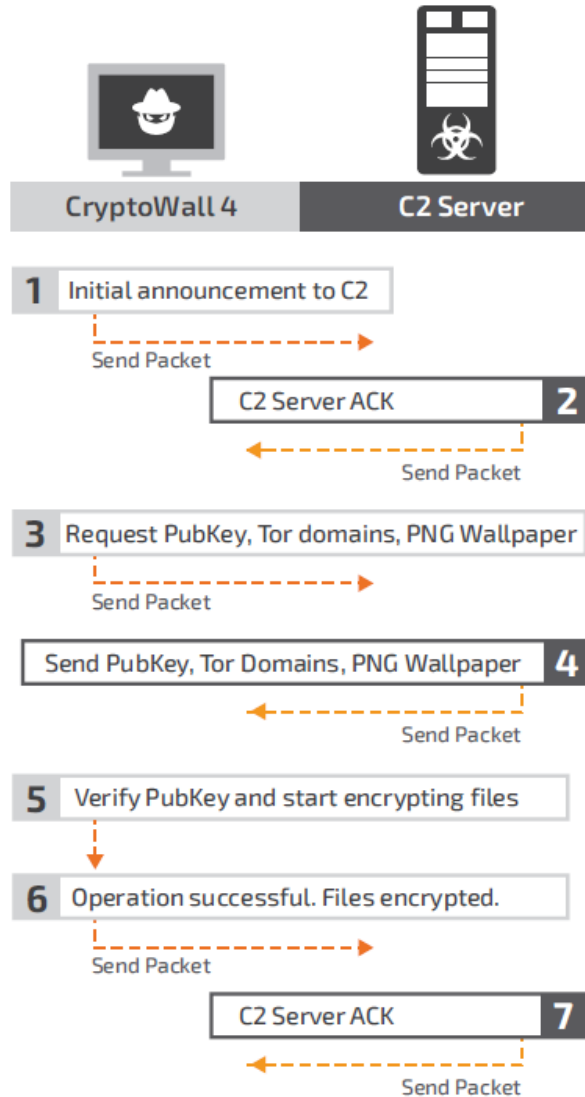 CryptoWall 4
C2 Server
1 Initial announcement to C2
Send Packet
C2 Server ACK 2
Send Packet
3 Request PubKey, Tor domains, PNG Wallpaper
Send Packet
Send PubKey, Tor Domains, PNG Wallpaper 4
Send Packet
5 Verify PubKey and start encrypting files
6 Operation successful. Files encrypted.
Send Packet
C2 Server ACK 7
Send Packet